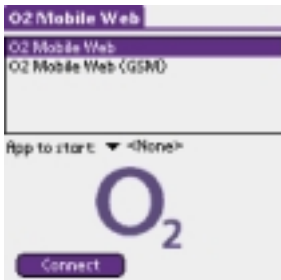 O2 Mobile Web
O2 Mobile Web
O2 Mobile Web (GSM)
App to start: ▼ <None>
O2
Connect